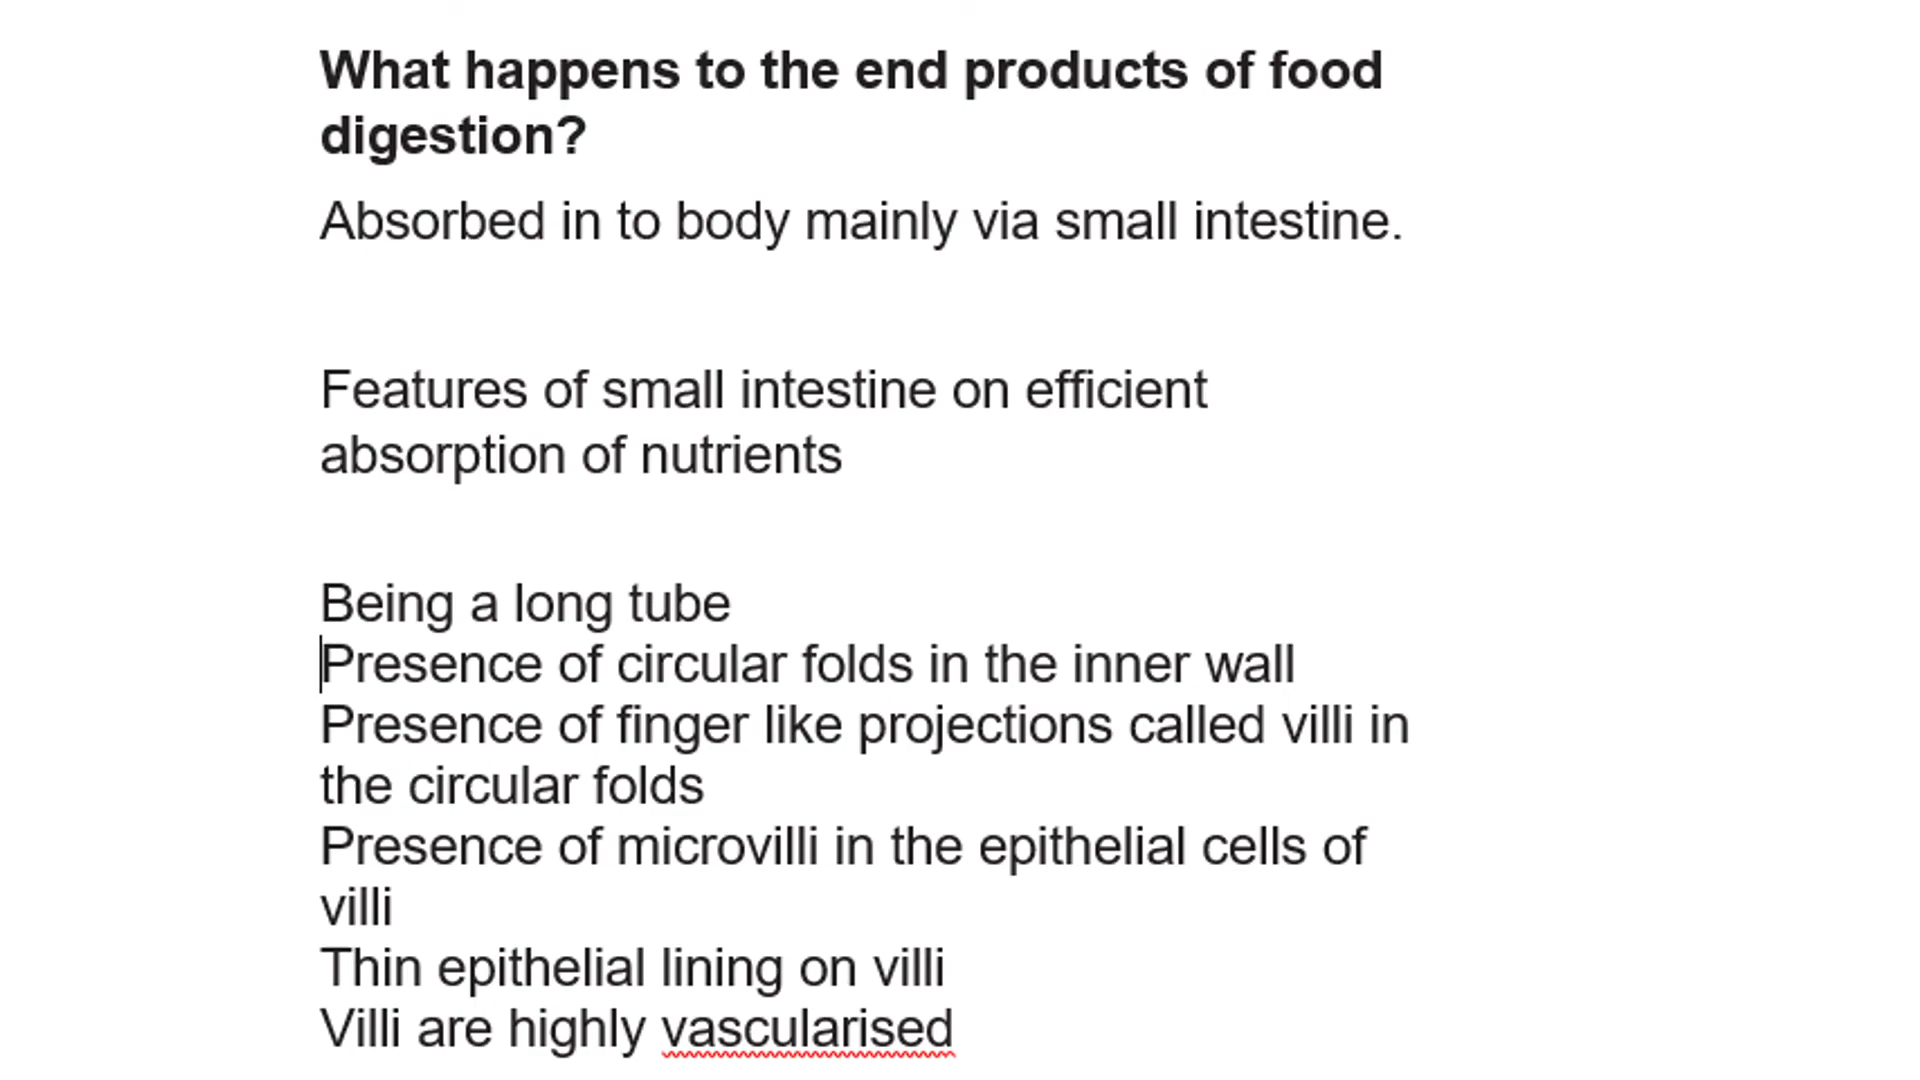 What happens to the end products of food
digestion?
Absorbed in to body mainly via small intestine.
Features of small intestine on efficient
absorption of nutrients
Being a long tube
Presence of circular folds in the inner wall
Presence of finger like projections called villi in
the circular folds
Presence of microvilli in the epithelial cells of
villi
Thin epithelial lining on villi
Villi are highly vascularised